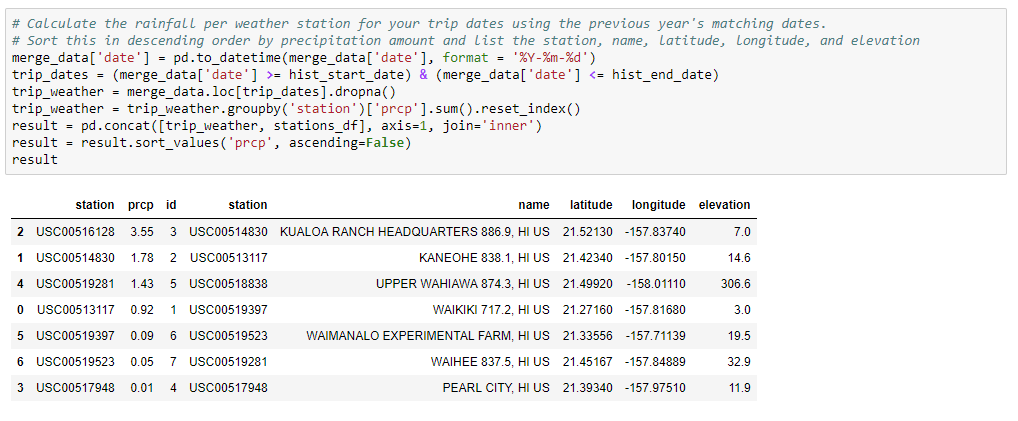 # Calculate the rainfall per weather station for your trip dates using the previous year's matching dates.
# Sort this in descending order by precipitation amount and list the station, name, latitude, longitude, and elevation
merge_data['date'] = pd.to_datetime(merge_data['date'], format = '%Y-%m-%d')
trip_dates = (merge_data['date'] >= hist_start_date) & (merge_data['date'] <= hist_end_date)
trip_weather = merge_data.loc[trip_dates].dropna()
trip_weather = trip_weather.groupby('station')['prcp'].sum().reset_index()
result = pd.concat([trip_weather, stations_df], axis=1, join='inner')
result = result.sort_values('prcp', ascending=False)
result
station prcp id station name latitude longitude elevation
2 USC00516128 3.55 3 USC00514830 KUALOA RANCH HEADQUARTERS 886.9, HI US 21.52130 -157.83740 7.0
1 USC00514830 1.78 2 USC00513117 KANEOHE 838.1, HI US 21.42340 -157.80150 14.6
4 USC00519281 1.43 5 USC00518838 UPPER WAHIAWA 874.3, HI US 21.49920 -158.01110 306.6
0 USC00513117 0.92 1 USC00519397 WAIKIKI 717.2, HI US 21.27160 -157.81680 3.0
5 USC00519397 0.09 6 USC00519523 WAIMANALO EXPERIMENTAL FARM, HI US 21.33556 -157.71139 19.5
6 USC00519523 0.05 7 USC00519281 WAIHEE 837.5, HI US 21.45167 -157.84889 32.9
3 USC00517948 0.01 4 USC00517948 PEARL CITY, HI US 21.39340 -157.97510 11.9